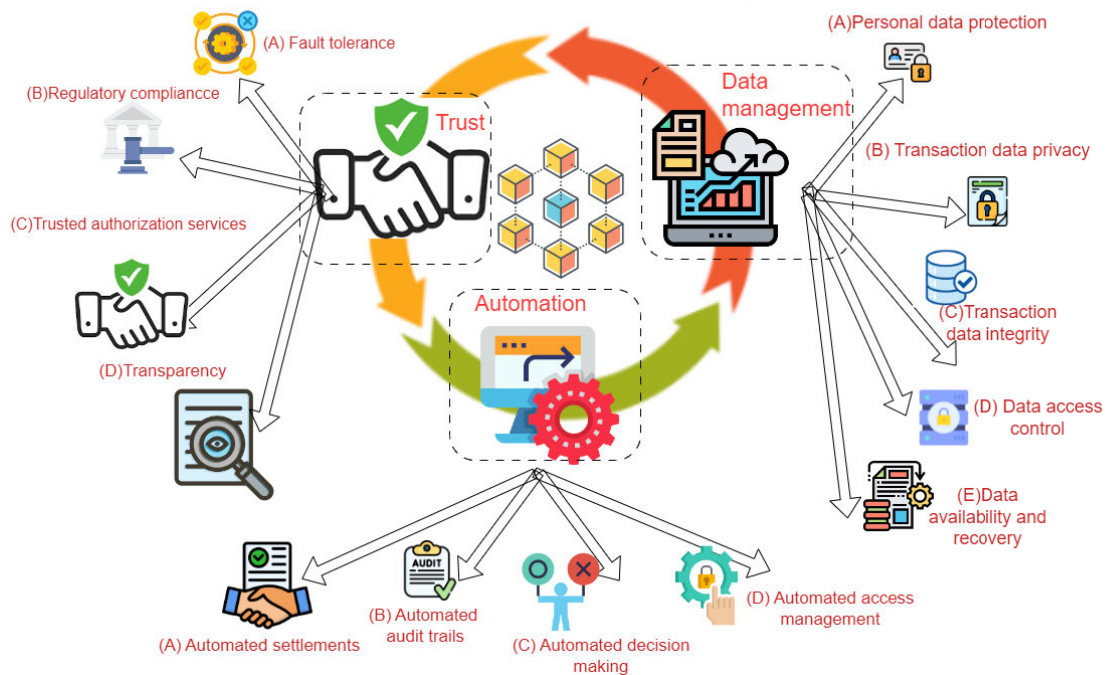 (A) Fault tolerance
(B)Regulatory compliancce
Trust
(C)Trusted authorization services
(D)Transparency
Data
management
(A)Personal data protection
(B) Transaction data privacy
(C)Transaction
data integrity
(D) Data access
control
(E)Data
availability and
recovery
Automation
AUDIT
(A) Automated settlements
(B) Automated
audit trails
(C) Automated decision
making
(D) Automated access
management